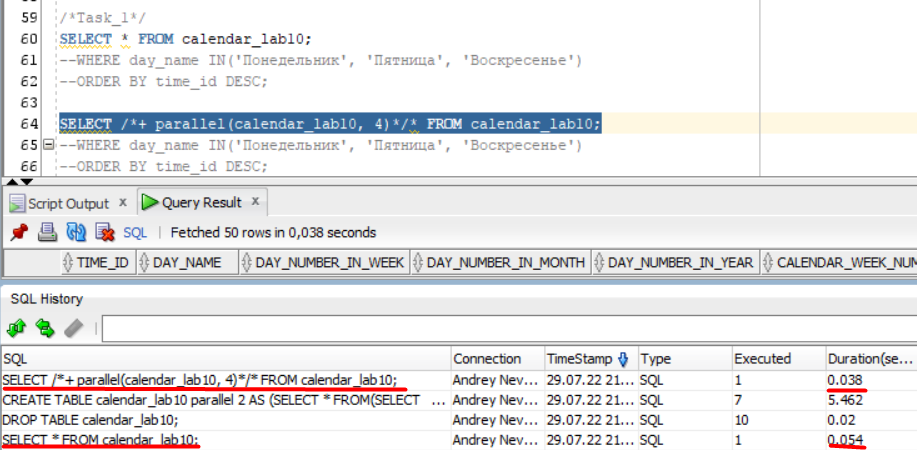 59 /*Task_1*/
60 SELECT * FROM calendar_lab10;
61 --WHERE day_name IN('Понедельник', 'Пятница', 'Воскресенье')
62 --ORDER BY time_id DESC;
63
64 SELECT /*+ parallel(calendar_lab10, 4)*/* FROM calendar_lab10;
65 --WHERE day_name IN('Понедельник', 'Пятница', 'Воскресенье')
66 --ORDER BY time_id DESC;
Script Output x Query Result x
SQL | Fetched 50 rows in 0,038 seconds
TIME_ID DAY_NAME DAY_NUMBER_IN_WEEK DAY_NUMBER_IN_MONTH DAY_NUMBER_IN_YEAR CALENDAR_WEEK_NUM
SQL History
SQL Connection TimeStamp Type Executed Duration(se...
SELECT /*+ parallel(calendar_lab10, 4)*/* FROM calendar_lab10; Andrey Nev... 29.07.22 21... SQL 1 0.038
CREATE TABLE calendar_lab10 parallel 2 AS (SELECT * FROM(SELECT ... Andrey Nev... 29.07.22 21... SQL 7 5.462
DROP TABLE calendar_lab10; Andrey Nev... 29.07.22 21... SQL 10 0.02
SELECT * FROM calendar_lab10; Andrey Nev... 29.07.22 21... SQL 1 0.054